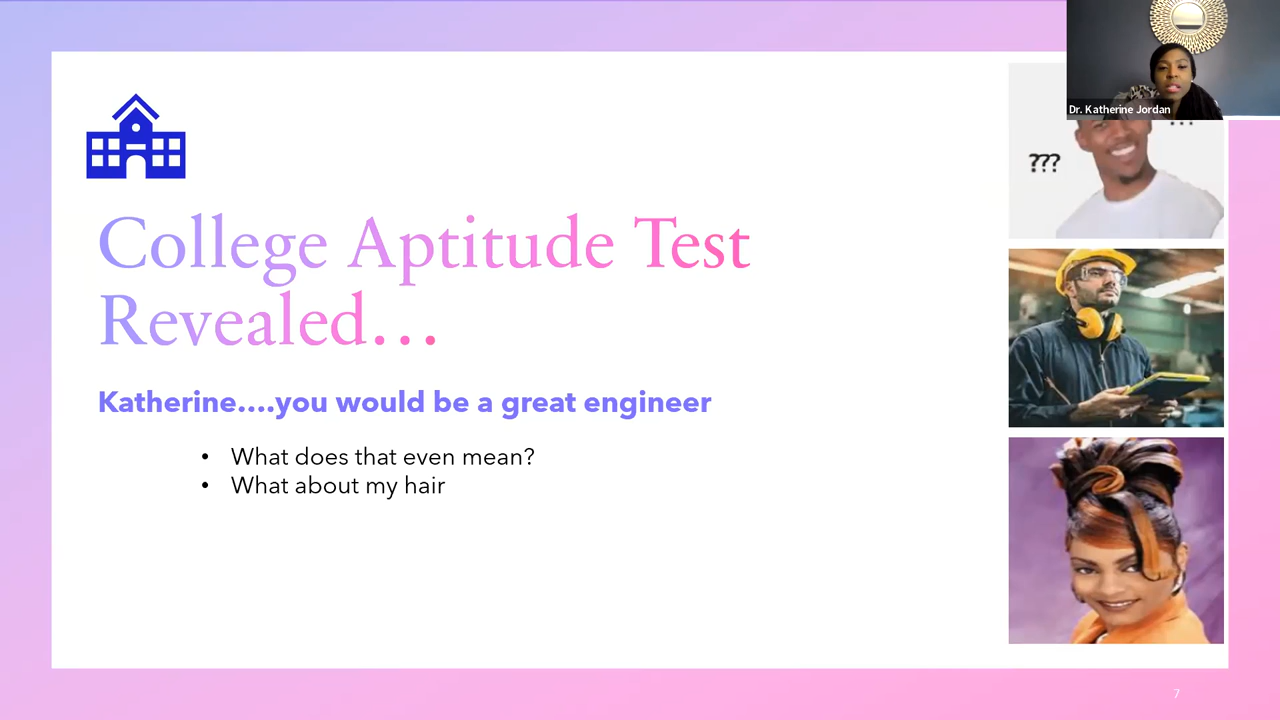 Dr. Katherine Jordan
???
College Aptitude Test
Revealed...
Katherine....you would be a great engineer
• What does that even mean?
• What about my hair
7